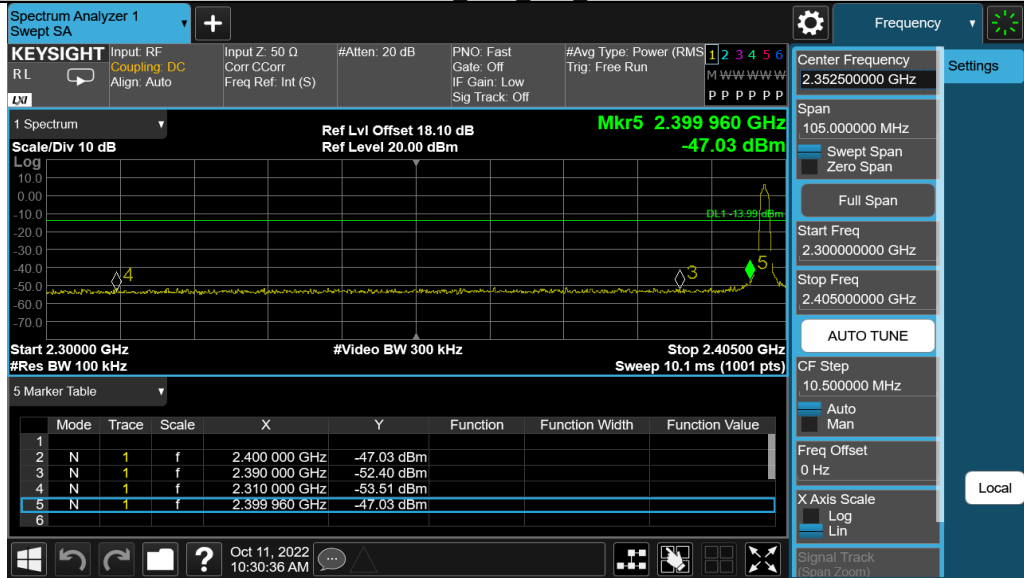 Spectrum Analyzer 1
Swept SA
+
Frequency
KEYSIGHT
R L
LXI
Input: RF
Coupling: DC
Align: Auto
Input Z: 50 Ω
Corr CCorr
Freq Ref: Int (S)
#Atten: 20 dB
PNO: Fast
Gate: Off
IF Gain: Low
Sig Track: Off
#Avg Type: Power (RMS
Trig: Free Run
1 2 3 4 5 6
M W W W W W
P P P P P P
1 Spectrum
Scale/Div 10 dB
Ref Lvl Offset 18.10 dB
Ref Level 20.00 dBm
Mkr5 2.399 960 GHz
-47.03 dBm
Log
10.0
0.00
-10.0
-20.0
-30.0
-40.0
-50.0
-60.0
-70.0
DL1 -13.99 dBm
4
3
5
Start 2.30000 GHz
#Video BW 300 kHz
Stop 2.40500 GHz
#Res BW 100 kHz
Sweep 10.1 ms (1001 pts)
5 Marker Table
Mode Trace Scale X Y Function Function Width Function Value
1
2 N 1 f 2.400 000 GHz -47.03 dBm
3 N 1 f 2.390 000 GHz -52.40 dBm
4 N 1 f 2.310 000 GHz -53.51 dBm
5 N 1 f 2.399 960 GHz -47.03 dBm
6
?
Oct 11, 2022
10:30:36 AM
Center Frequency
2.352500000 GHz
Span
105.000000 MHz
Swept Span
Zero Span
Full Span
Start Freq
2.300000000 GHz
Stop Freq
2.405000000 GHz
AUTO TUNE
CF Step
10.500000 MHz
Auto
Man
Freq Offset
0 Hz
X Axis Scale
Log
Lin
Signal Track
(Span Zoom)
Settings
Local